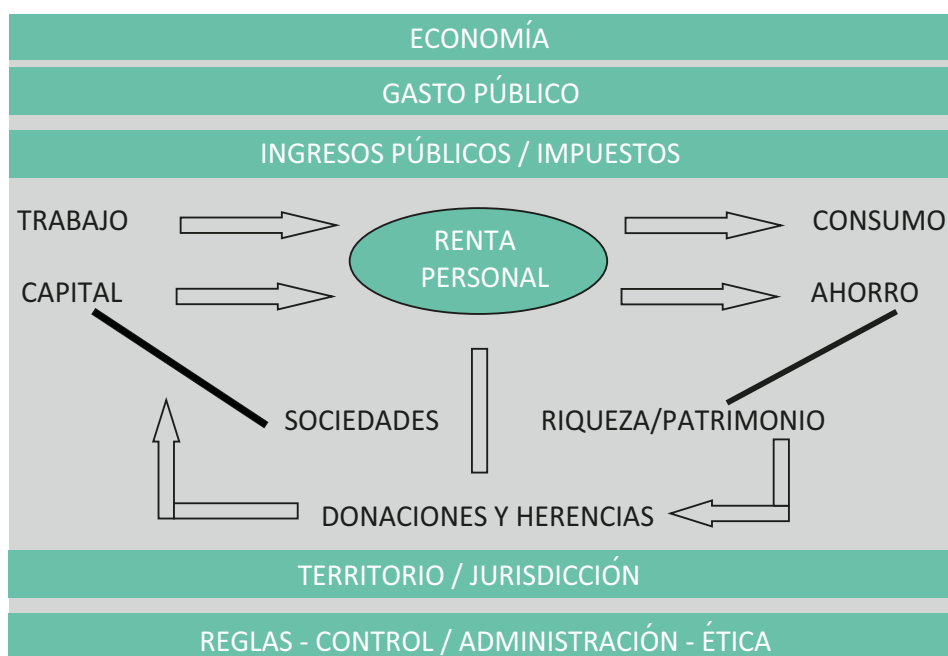 ECONOMÍA
GASTO PÚBLICO
INGRESOS PÚBLICOS / IMPUESTOS
TRABAJO
RENTA
PERSONAL
CONSUMO
CAPITAL
AHORRO
SOCIEDADES
RIQUEZA/PATRIMONIO
DONACIONES Y HERENCIAS
TERRITORIO / JURISDICCIÓN
REGLAS - CONTROL / ADMINISTRACIÓN - ÉTICA